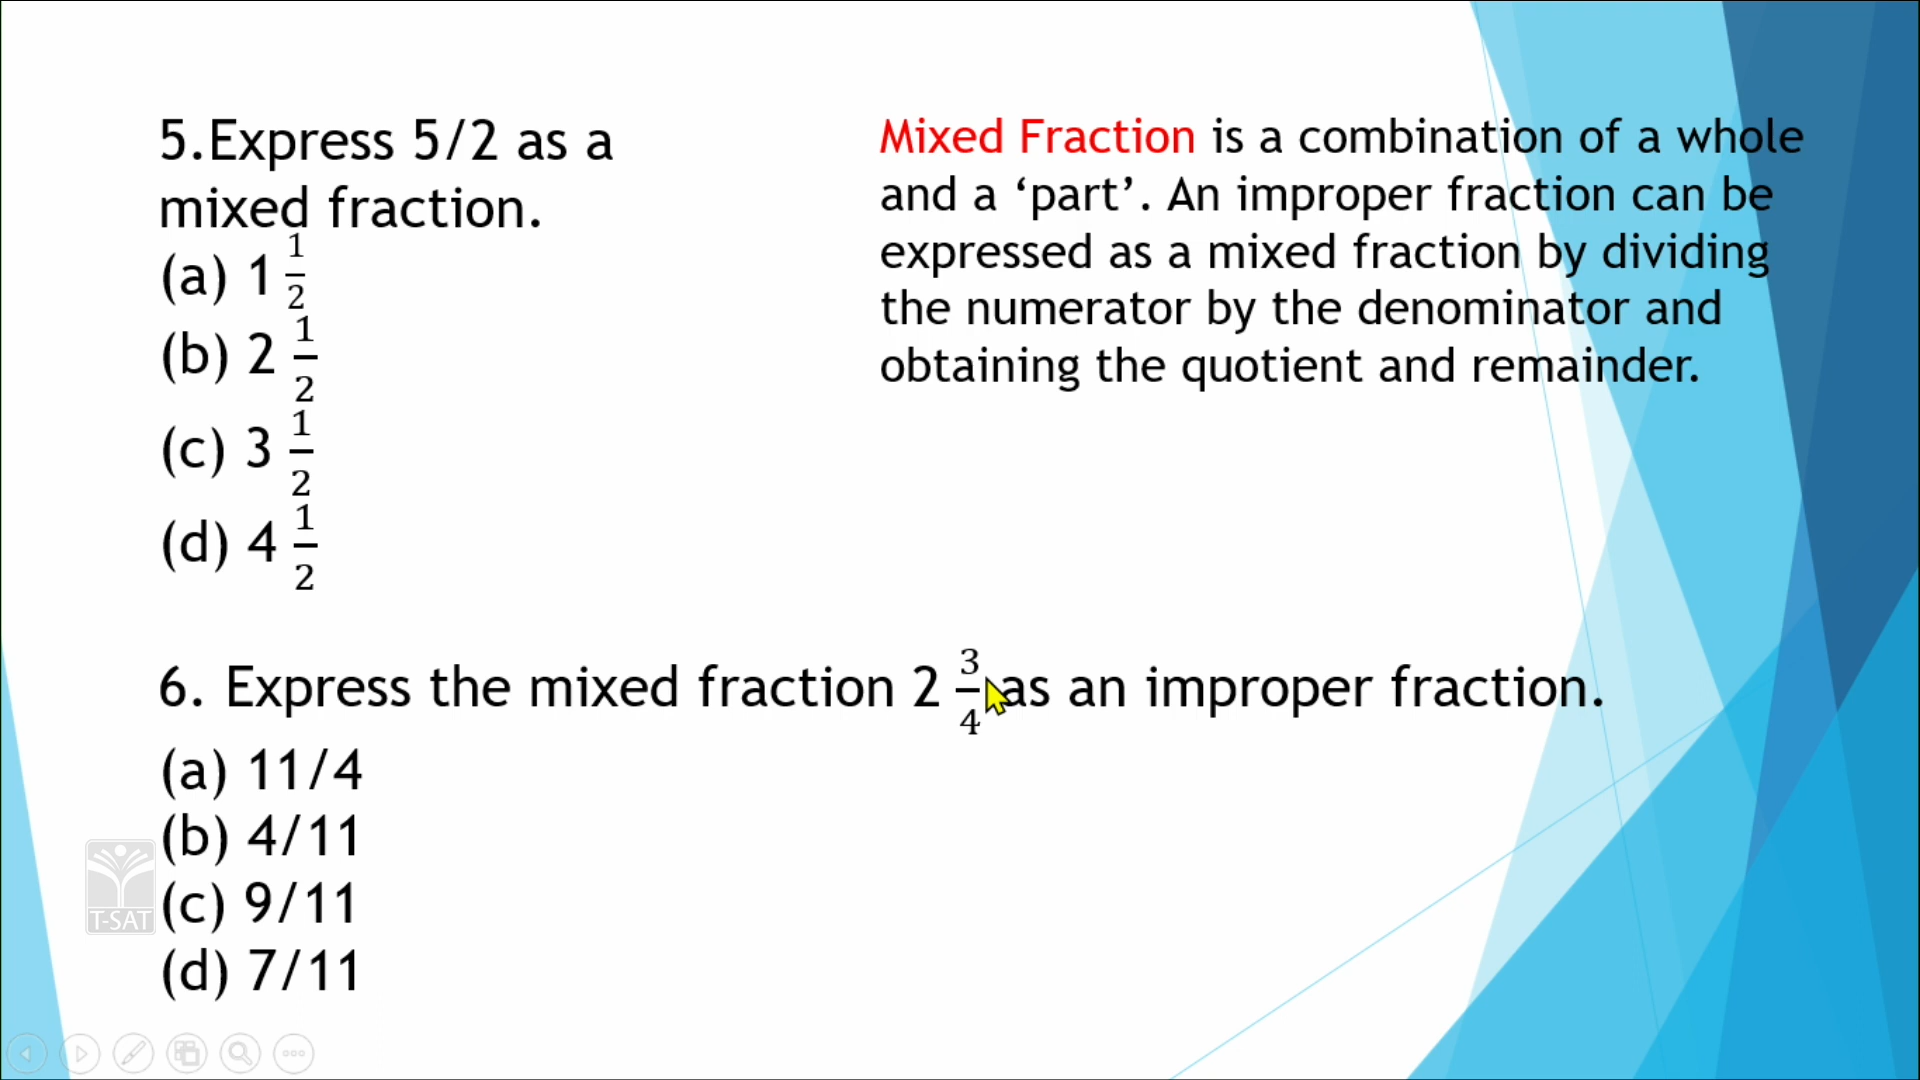 5.Express 5/2 as a
mixed fraction.
(a) 1 1/2
(b) 2 1/2
(c) 3 1/2
(d) 4 1/2
Mixed Fraction is a combination of a whole
and a ‘part’. An improper fraction can be
expressed as a mixed fraction by dividing
the numerator by the denominator and
obtaining the quotient and remainder.
6. Express the mixed fraction 2 3/4 as an improper fraction.
(a) 11/4
(b) 4/11
(c) 9/11
(d) 7/11
T-SAT